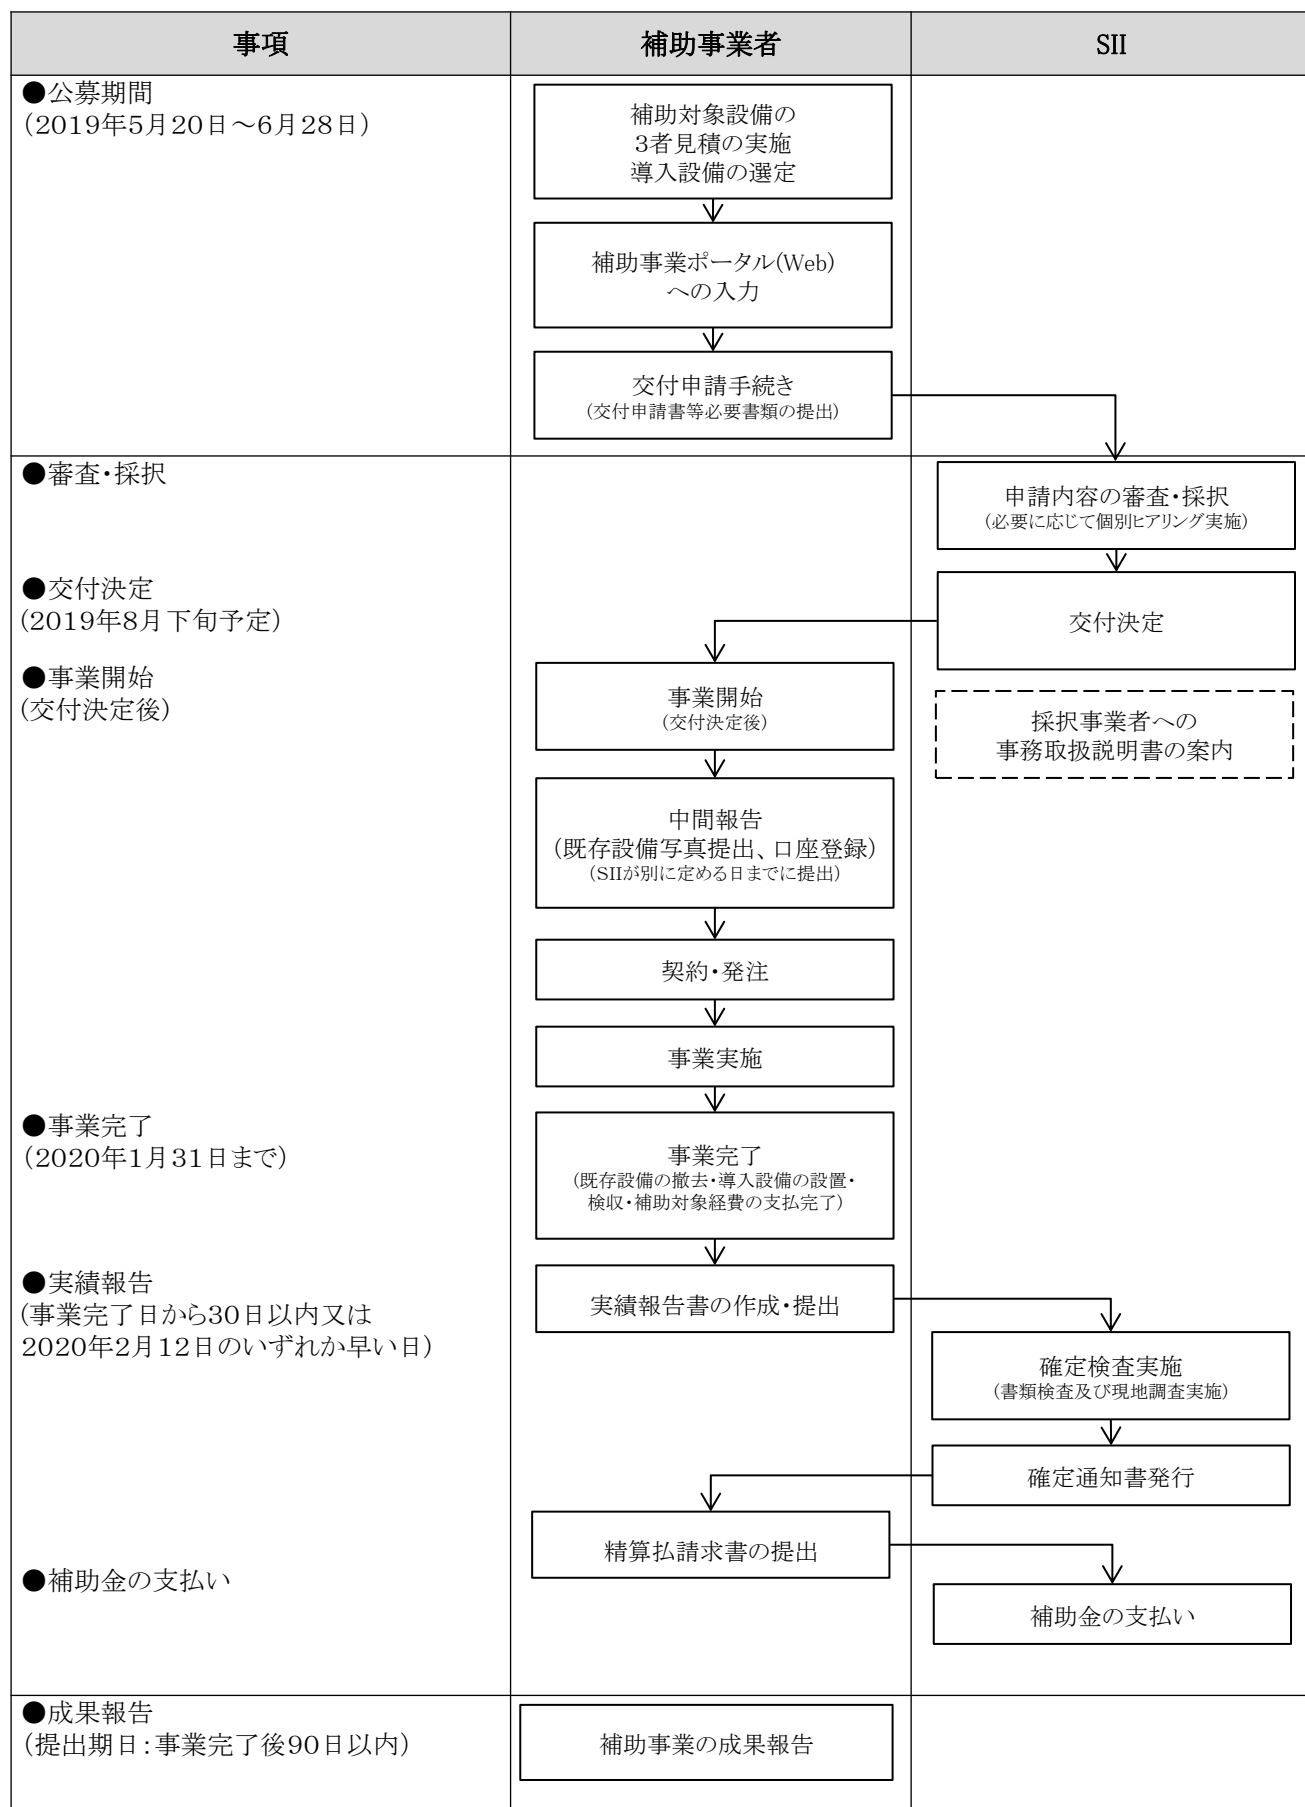 事項
補助事業者
SII
●公募期間
(2019年5月20日～6月28日)
補助対象設備の
3者見積の実施
導入設備の選定
補助事業ポータル(Web)
への入力
交付申請手続き
(交付申請書等必要書類の提出)
●審査・採択
申請内容の審査・採択
(必要に応じて個別ヒアリング実施)
●交付決定
(2019年8月下旬予定)
交付決定
●事業開始
(交付決定後)
事業開始
(交付決定後)
採択事業者への
事務取扱説明書の案内
中間報告
(既存設備写真提出、口座登録)
(SIIが別に定める日までに提出)
契約・発注
事業実施
●事業完了
(2020年1月31日まで)
事業完了
(既存設備の撤去・導入設備の設置・
検収・補助対象経費の支払完了)
●実績報告
(事業完了日から30日以内又は
2020年2月12日のいずれか早い日)
実績報告書の作成・提出
確定検査実施
(書類検査及び現地調査実施)
確定通知書発行
精算払請求書の提出
●補助金の支払い
補助金の支払い
●成果報告
(提出期日:事業完了後90日以内)
補助事業の成果報告